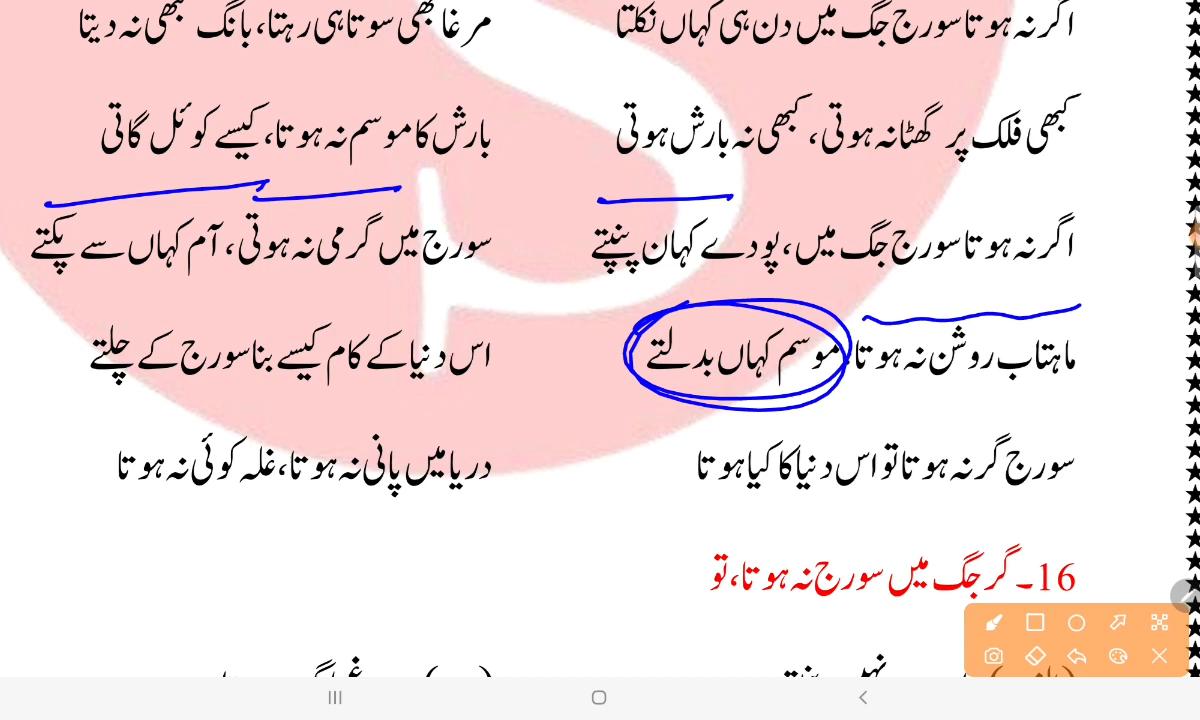 اگر نہ ہوتا سورج جگ میں دن ہی کہاں نکلتا مرغا بھی سوتا ہی رہتا، بانگ کبھی نہ دیتا
کبھی فلک پر گھٹا نہ ہوتی، کبھی نہ بارش ہوتی بارش کا موسم نہ ہوتا، کیسے کوئل گاتی
اگر نہ ہوتا سورج جگ میں، پودے کہان پنپتے سورج میں گرمی نہ ہوتی، آم کہاں سے پکتے
ماہتاب روشن نہ ہوتا، موسم کہاں بدلتے اس دنیا کے کام کیسے بنا سورج کے چلتے
سورج گر نہ ہوتا تو اس دنیا کا کیا ہوتا دریا میں پانی نہ ہوتا، غلہ کوئی نہ ہوتا
16۔ گر جگ میں سورج نہ ہوتا، تو